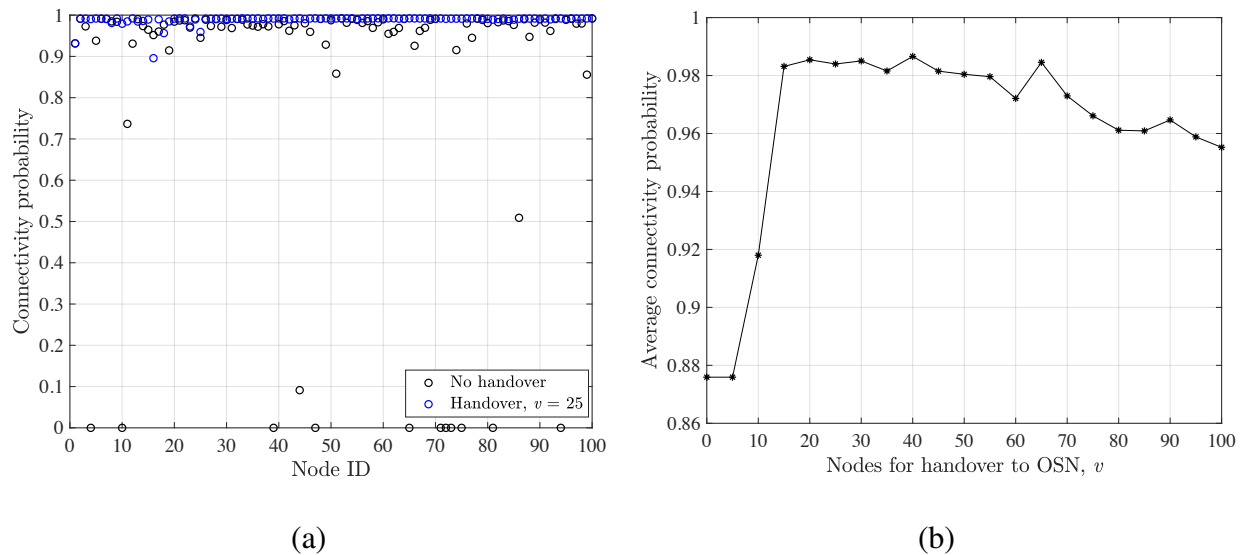 1
0.9
0.8
0.7
0.6
0.5
0.4
0.3
0.2
0.1
0
Connectivity probability
0 10 20 30 40 50 60 70 80 90 100
Node ID
No handover
Handover, v = 25
(a)
1
0.98
0.96
0.94
0.92
0.9
0.88
0.86
Average connectivity probability
0 10 20 30 40 50 60 70 80 90 100
Nodes for handover to OSN, v
(b)